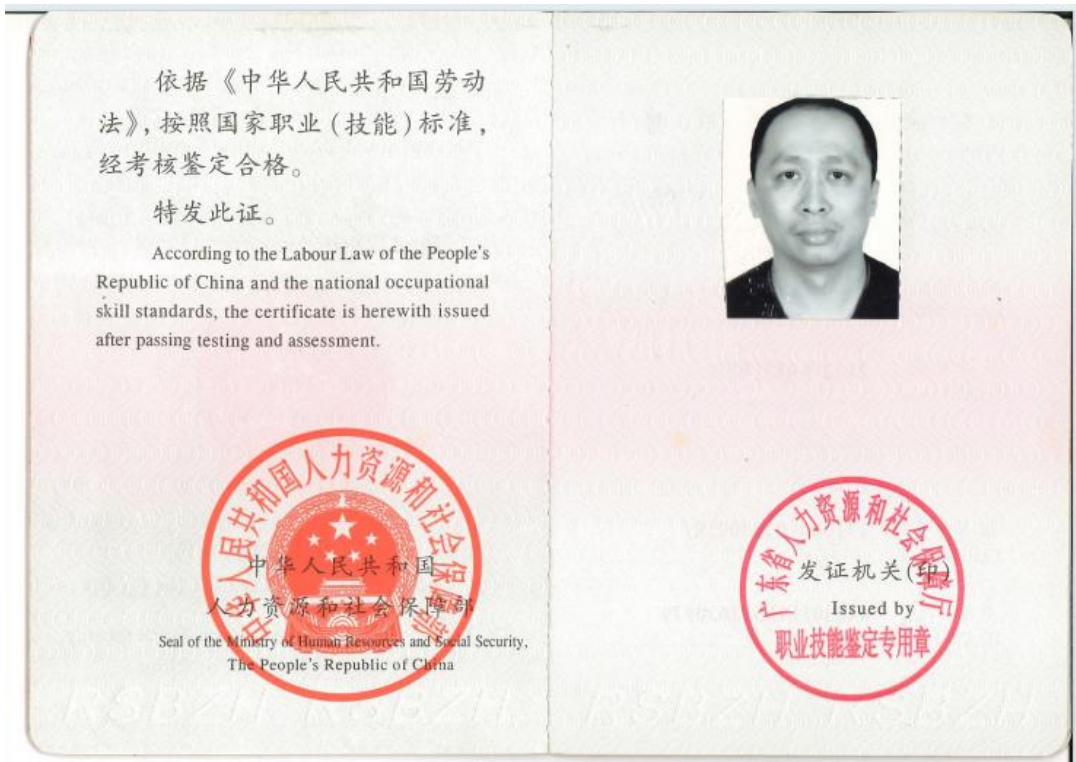 依据《中华人民共和国劳动
法》，按照国家职业（技能）标准，
经考核鉴定合格。
特发此证。
According to the Labour Law of the People's
Republic of China and the national occupational
skill standards, the certificate is herewith issued
after passing testing and assessment.
中华人民共和国人力资源和社会保障部
中华人民共和国
人力资源和社会保障部
Seal of the Ministry of Human Resources and Social Security,
The People's Republic of China
广东省人力资源和社会保障厅
发证机关(印)
Issued by
职业技能鉴定专用章
RSBZH RSBZH RSBZH RSBZH